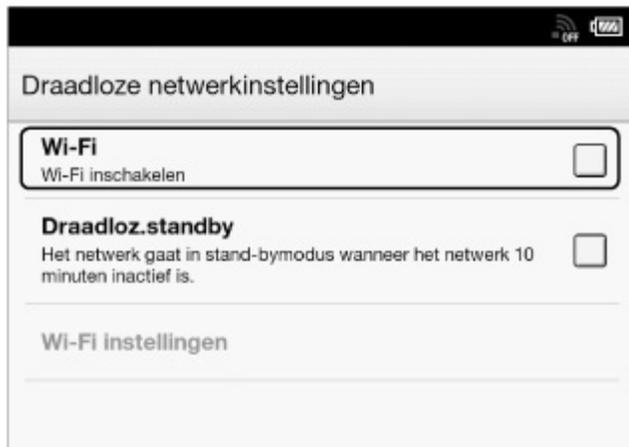 OFF
Draadloze netwerkinstellingen
Wi-Fi
Wi-Fi inschakelen
Draadloz.standby
Het netwerk gaat in stand-bymodus wanneer het netwerk 10
minuten inactief is.
Wi-Fi instellingen